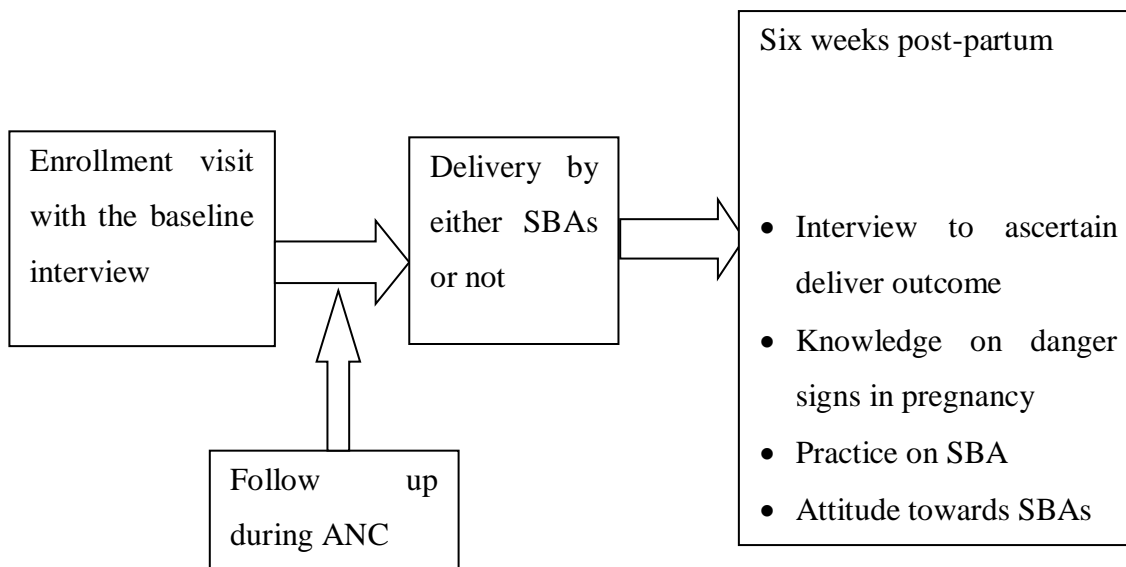 Enrollment visit
with the baseline
interview
Follow up
during ANC
Delivery by
either SBAs
or not
Six weeks post-partum
• Interview to ascertain
deliver outcome
• Knowledge on danger
signs in pregnancy
• Practice on SBA
• Attitude towards SBAs